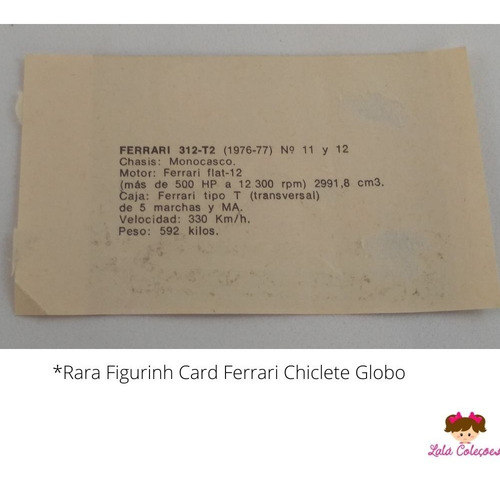 FERRARI 312-T2 (1976-77) Nº 11 y 12
Chasis: Monocasco.
Motor: Ferrari flat-12
(más de 500 HP a 12 300 rpm) 2991,8 cm3.
Caja: Ferrari tipo T (transversal)
de 5 marchas y MA.
Velocidad: 330 Km/h.
Peso: 592 kilos.
*Rara Figurinh Card Ferrari Chiclete Globo
Lala Coleções